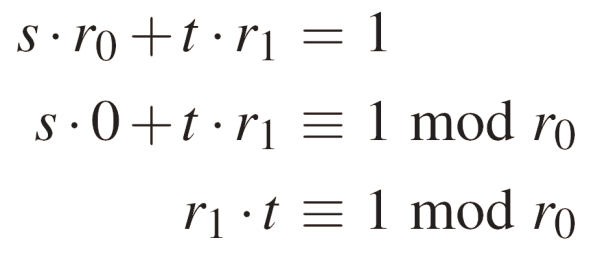 s · r₀ + t · r₁ = 1
s · 0 + t · r₁ ≡ 1 mod r₀
r₁ · t ≡ 1 mod r₀